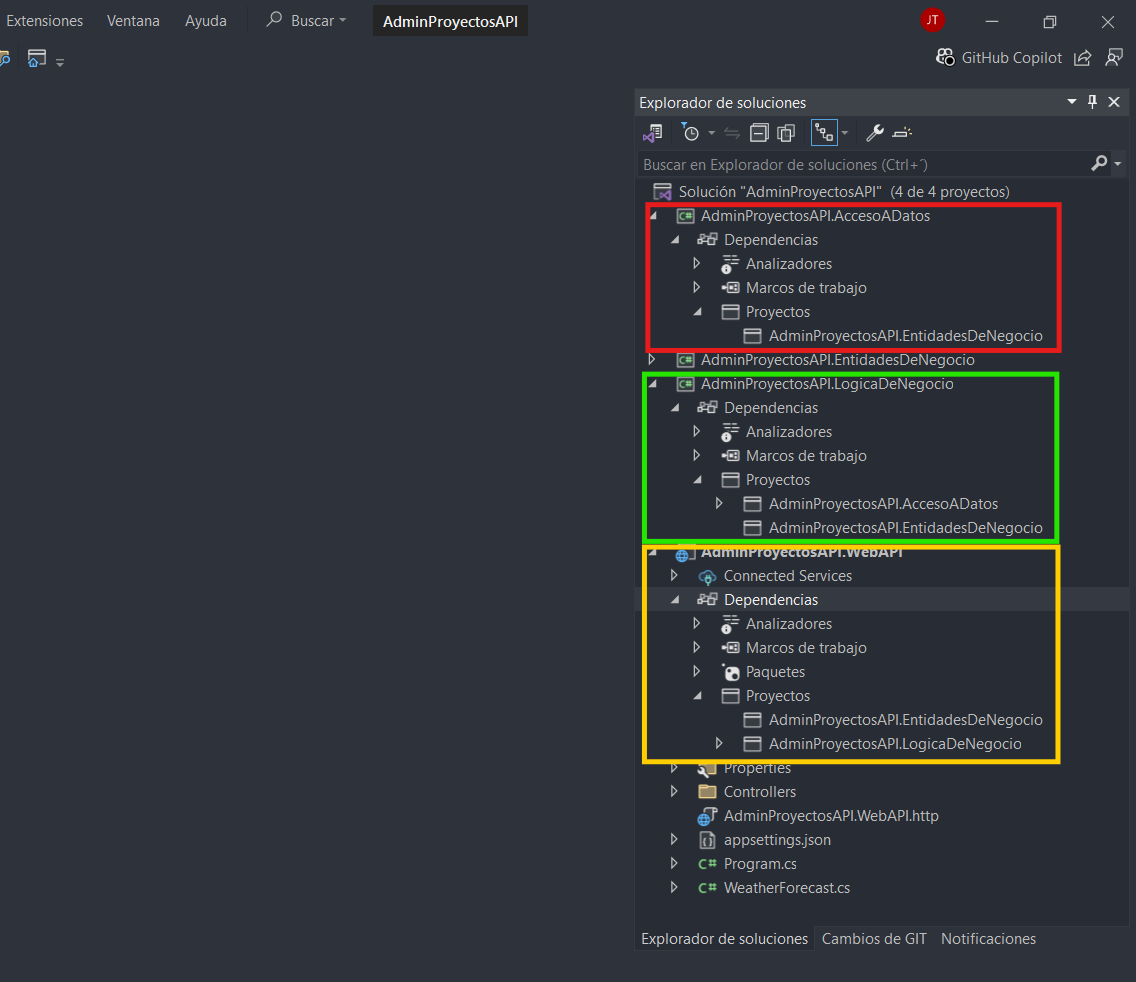 Extensiones Ventana Ayuda Buscar AdminProyectosAPI JT
GitHub Copilot
Explorador de soluciones
Buscar en Explorador de soluciones (Ctrl+´)
Solución "AdminProyectosAPI" (4 de 4 proyectos)
C# AdminProyectosAPI.AccesoADatos
Dependencias
Analizadores
Marcos de trabajo
Proyectos
AdminProyectosAPI.EntidadesDeNegocio
C# AdminProyectosAPI.EntidadesDeNegocio
C# AdminProyectosAPI.LogicaDeNegocio
Dependencias
Analizadores
Marcos de trabajo
Proyectos
AdminProyectosAPI.AccesoADatos
AdminProyectosAPI.EntidadesDeNegocio
AdminProyectosAPI.WebAPI
Connected Services
Dependencias
Analizadores
Marcos de trabajo
Paquetes
Proyectos
AdminProyectosAPI.EntidadesDeNegocio
AdminProyectosAPI.LogicaDeNegocio
Properties
Controllers
AdminProyectosAPI.WebAPI.http
appsettings.json
C# Program.cs
C# WeatherForecast.cs
Explorador de soluciones Cambios de GIT Notificaciones